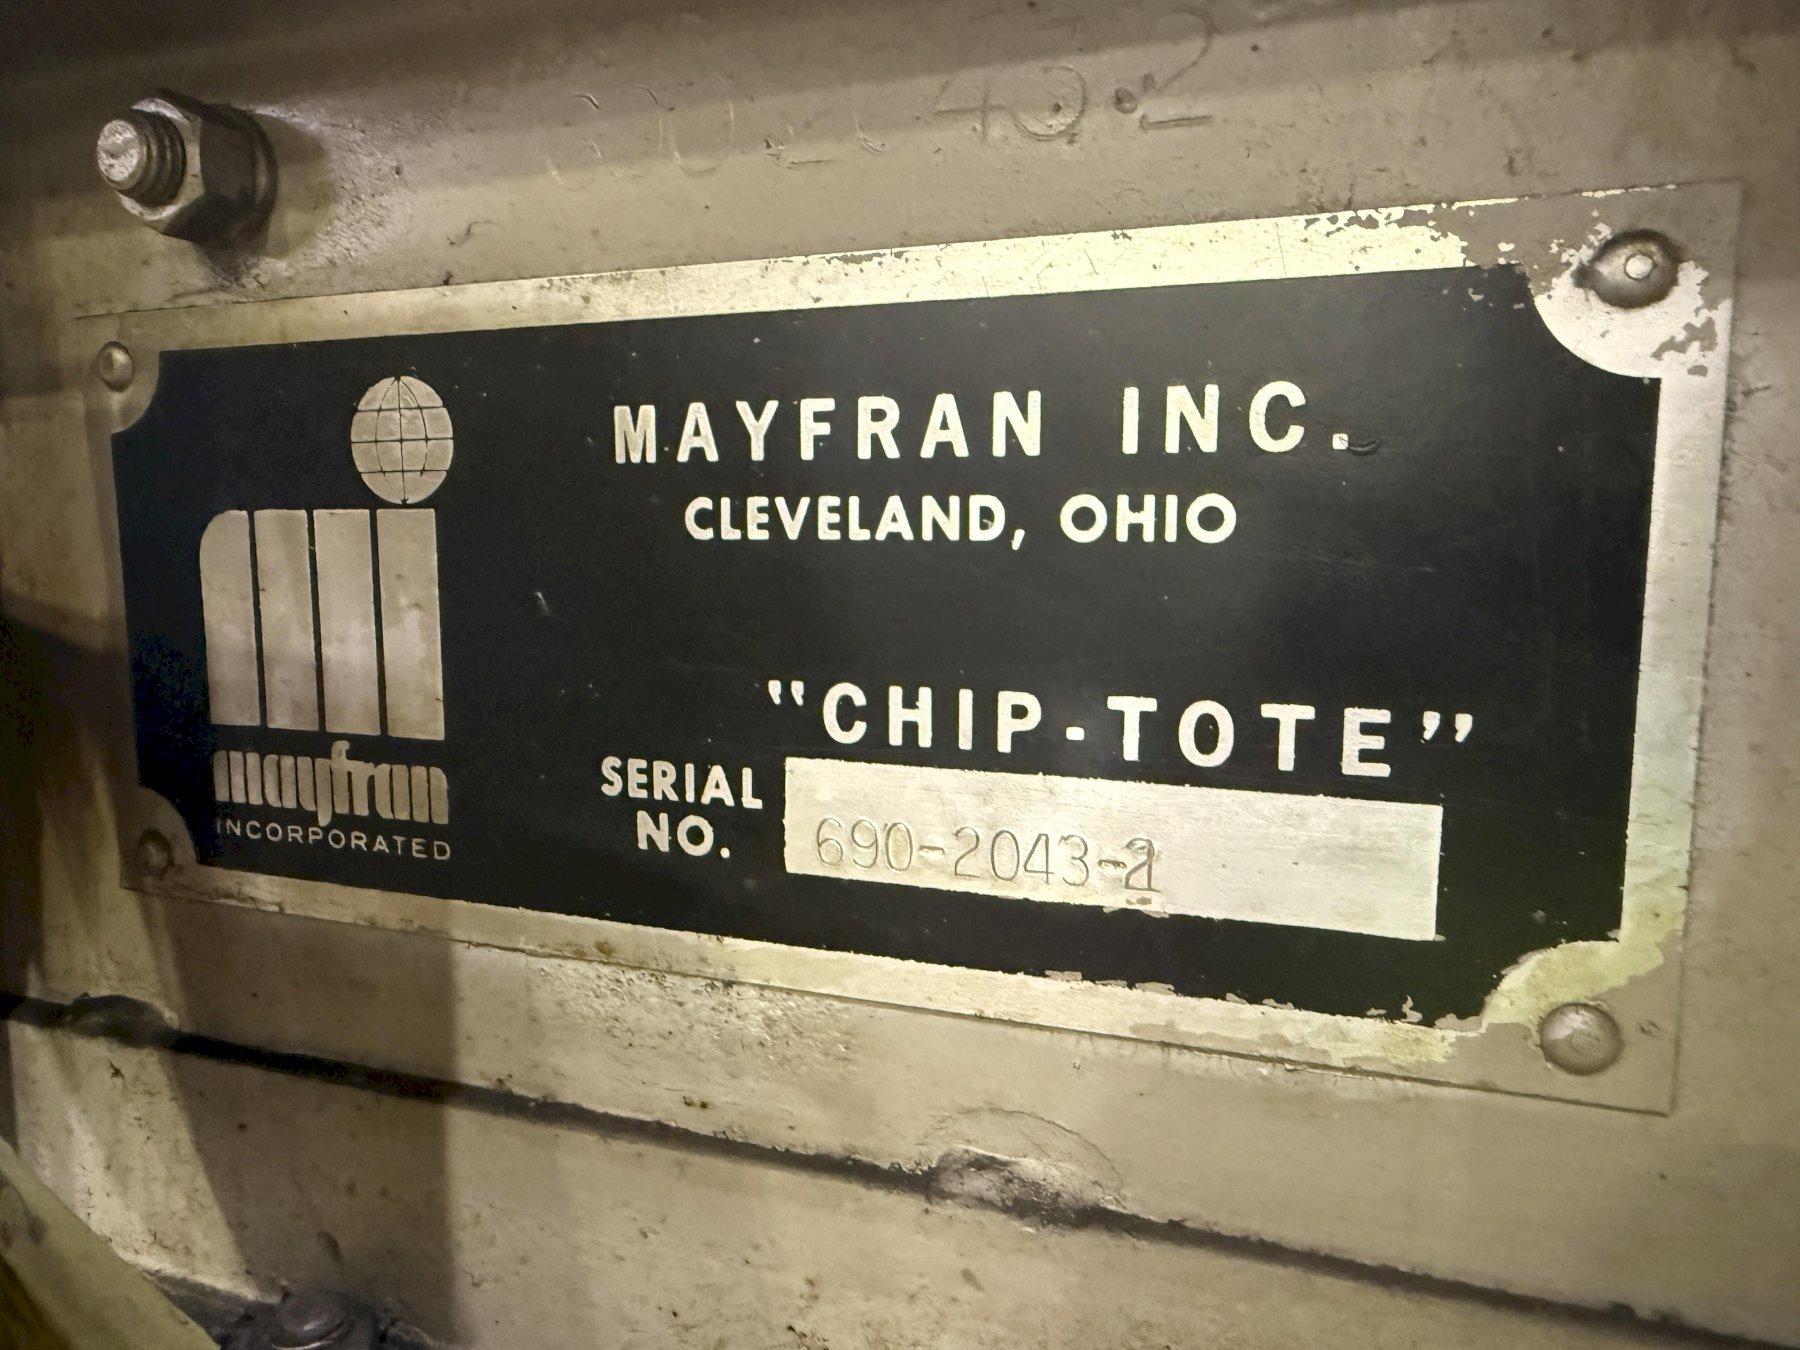 MAYFRAN INC.
CLEVELAND, OHIO
"CHIP-TOTE"
SERIAL
NO. 690-2043-2
mayfran
INCORPORATED